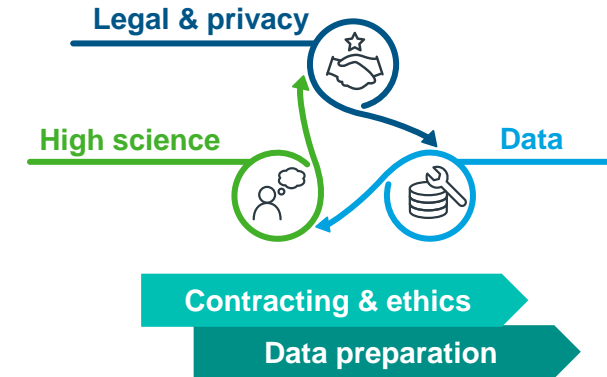 Legal & privacy
High science
Data
Contracting & ethics
Data preparation